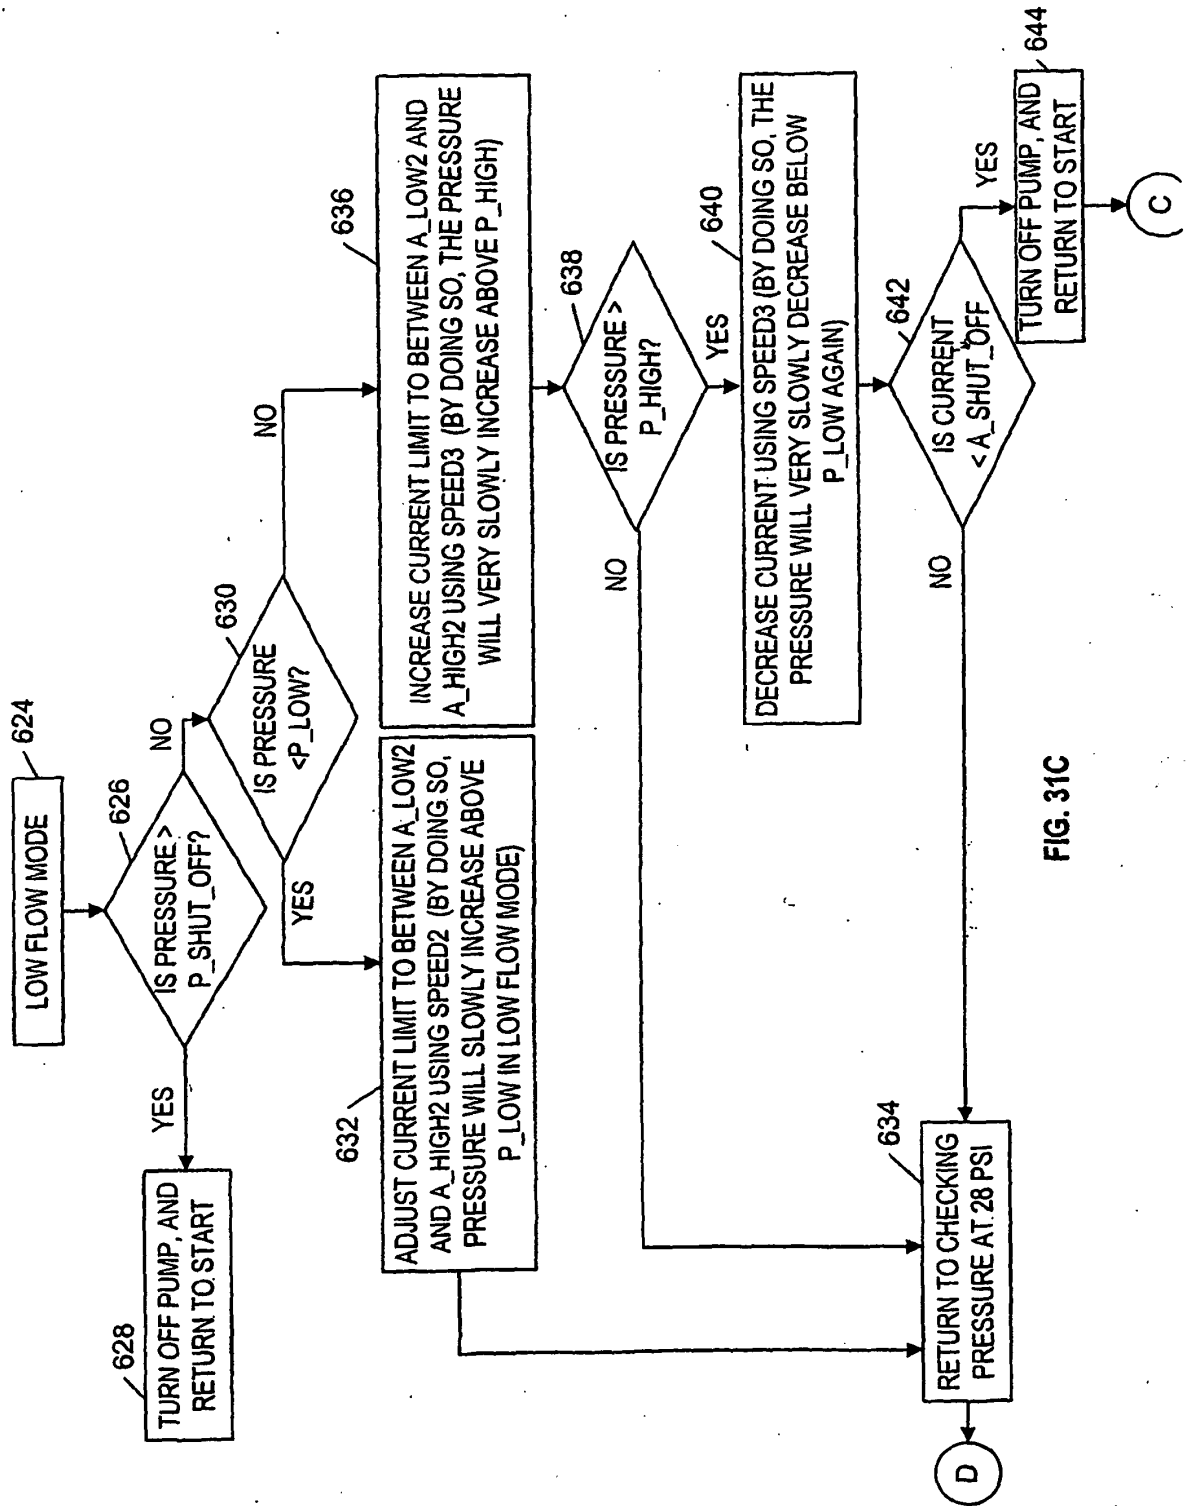 LOW FLOW MODE
624
IS PRESSURE >
P_SHUT_OFF?
626
YES
NO
TURN OFF PUMP, AND
RETURN TO START
628
IS PRESSURE
<P_LOW?
630
YES
NO
ADJUST CURRENT LIMIT TO BETWEEN A_LOW2
AND A_HIGH2 USING SPEED2 (BY DOING SO,
PRESSURE WILL SLOWLY INCREASE ABOVE
P_LOW IN LOW FLOW MODE)
632
INCREASE CURRENT LIMIT TO BETWEEN A_LOW2 AND
A_HIGH2 USING SPEED3 (BY DOING SO, THE PRESSURE
WILL VERY SLOWLY INCREASE ABOVE P_HIGH)
636
IS PRESSURE >
P_HIGH?
638
NO
YES
DECREASE CURRENT USING SPEED3 (BY DOING SO, THE
PRESSURE WILL VERY SLOWLY DECREASE BELOW
P_LOW AGAIN)
640
IS CURRENT
< A_SHUT_OFF
642
NO
YES
RETURN TO CHECKING
PRESSURE AT 28 PSI
634
D
TURN OFF PUMP, AND
RETURN TO START
644
C
FIG. 31C